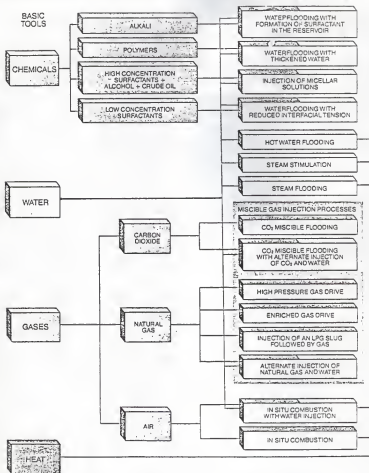 BASIC
TOOLS
CHEMICALS
ALKALI
POLYMERS
HIGH CONCENTRATION
SURFACTANTS +
ALCOHOL + CRUDE OIL
LOW CONCENTRATION
SURFACTANTS
WATERFLOODING WITH
FORMATION OF SURFACTANT
IN THE RESERVOIR
WATERFLOODING WITH
THICKENED WATER
INJECTION OF MICELLAR
SOLUTIONS
WATERFLOODING WITH
REDUCED INTERFACIAL TENSION
HOT WATER FLOODING
STEAM STIMULATION
STEAM FLOODING
WATER
MISCIBLE GAS INJECTION PROCESSES
CARBON
DIOXIDE
CO₂ MISCIBLE FLOODING
CO₂ MISCIBLE FLOODING
WITH ALTERNATE INJECTION
OF CO₂ AND WATER
GASES
NATURAL
GAS
HIGH PRESSURE GAS DRIVE
ENRICHED GAS DRIVE
INJECTION OF AN LPG SLUG
FOLLOWED BY GAS
ALTERNATE INJECTION OF
NATURAL GAS AND WATER
AIR
IN SITU COMBUSTION
WITH WATER INJECTION
IN SITU COMBUSTION
HEAT